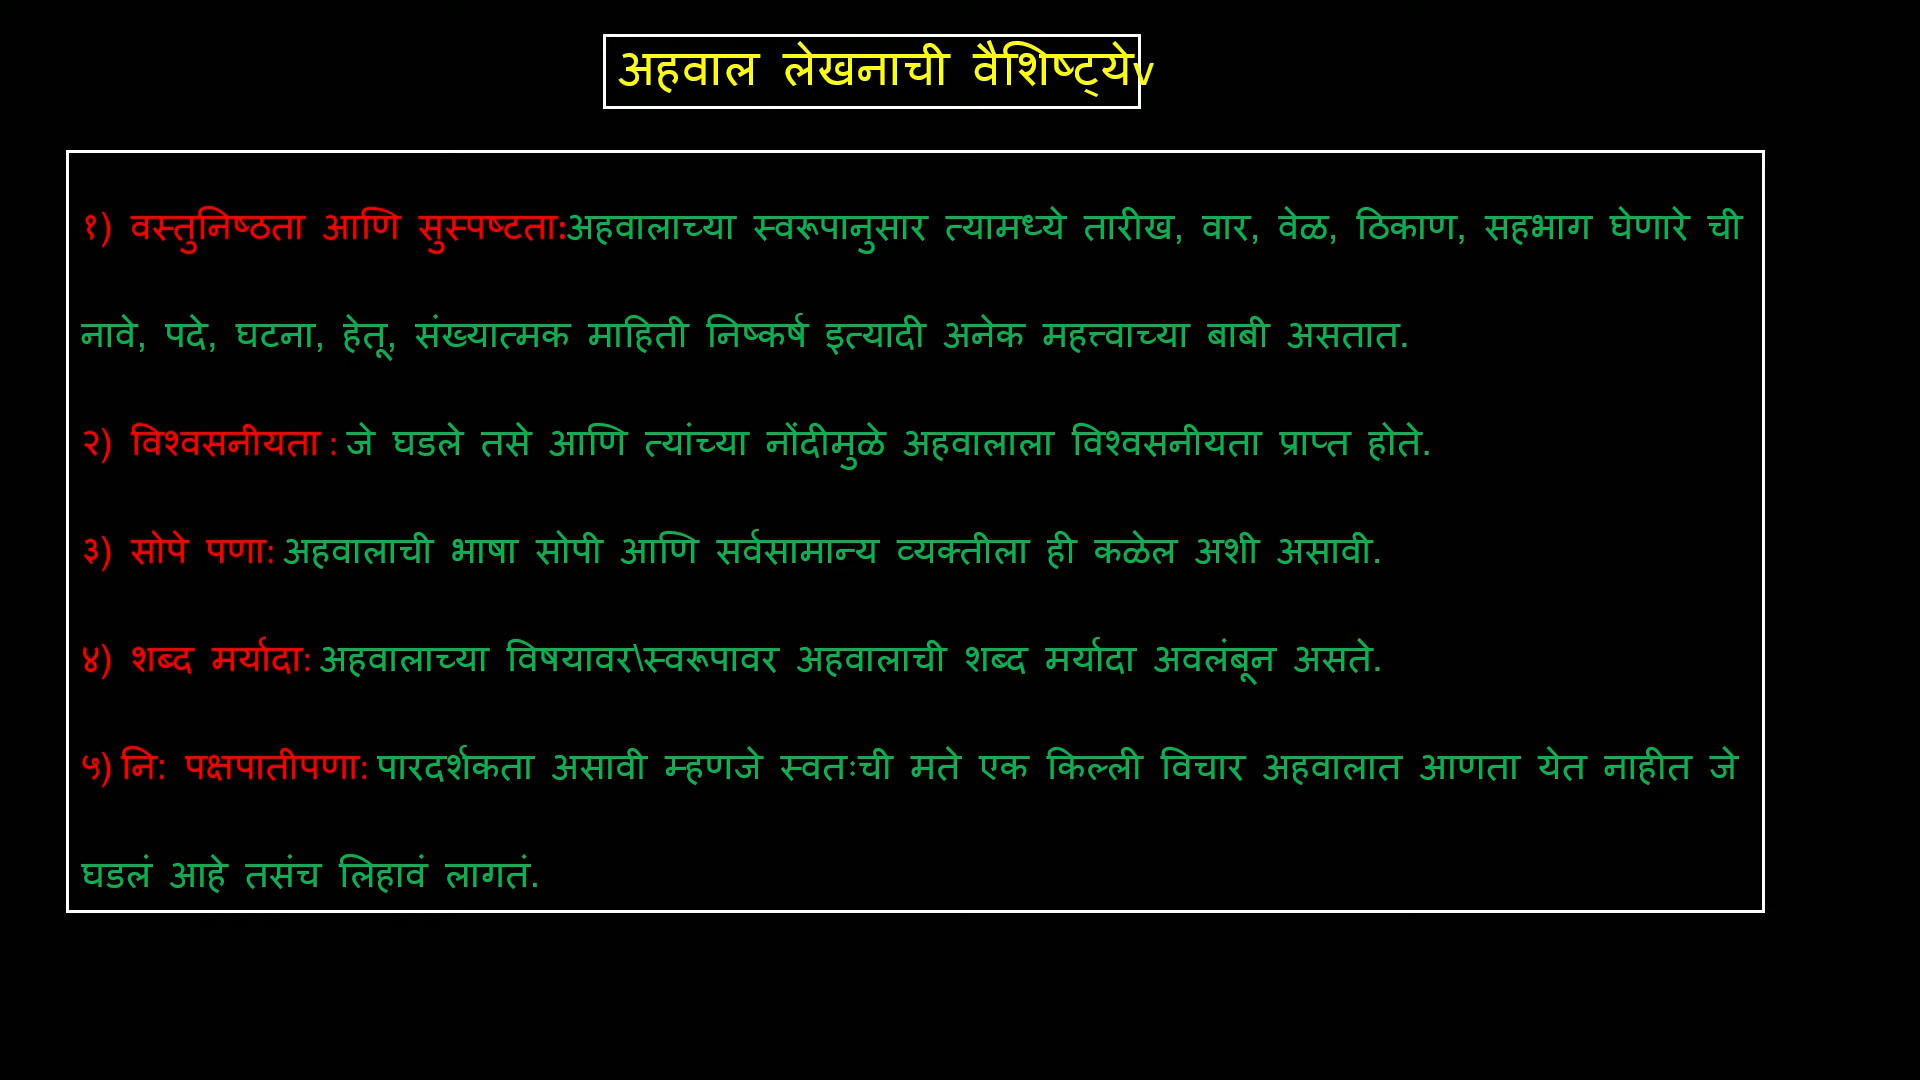 अहवाल लेखनाची वैशिष्ट्येv
१) वस्तुनिष्ठता आणि सुस्पष्टताःअहवालाच्या स्वरूपानुसार त्यामध्ये तारीख, वार, वेळ, ठिकाण, सहभाग घेणारे ची
नावे, पदे, घटना, हेतू, संख्यात्मक माहिती निष्कर्ष इत्यादी अनेक महत्त्वाच्या बाबी असतात.
२) विश्वसनीयता : जे घडले तसे आणि त्यांच्या नोंदीमुळे अहवालाला विश्वसनीयता प्राप्त होते.
३) सोपे पणा: अहवालाची भाषा सोपी आणि सर्वसामान्य व्यक्तीला ही कळेल अशी असावी.
४) शब्द मर्यादा: अहवालाच्या विषयावर\स्वरूपावर अहवालाची शब्द मर्यादा अवलंबून असते.
५) नि: पक्षपातीपणा: पारदर्शकता असावी म्हणजे स्वतःची मते एक किल्ली विचार अहवालात आणता येत नाहीत जे
घडलं आहे तसंच लिहावं लागतं.